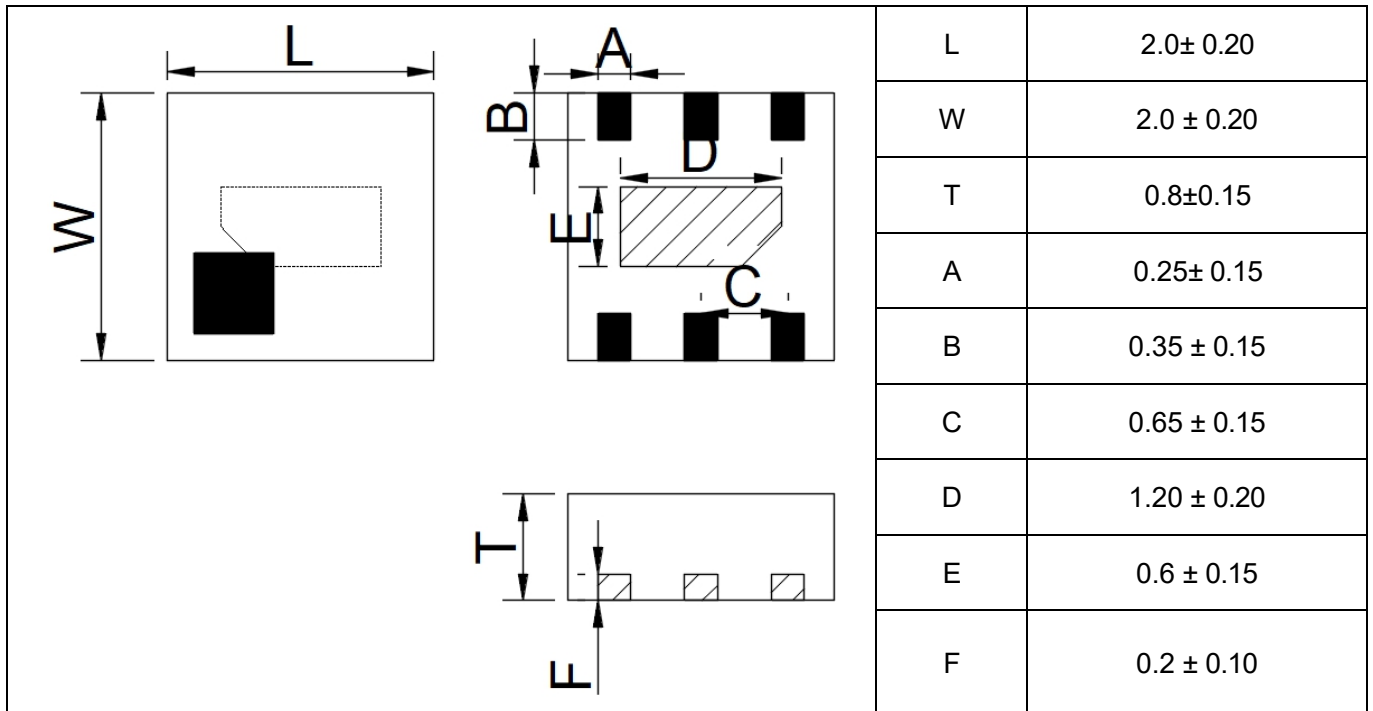 L
A
B
D
W
E
C
T
F
L 2.0± 0.20
W 2.0 ± 0.20
T 0.8±0.15
A 0.25± 0.15
B 0.35 ± 0.15
C 0.65 ± 0.15
D 1.20 ± 0.20
E 0.6 ± 0.15
F 0.2 ± 0.10